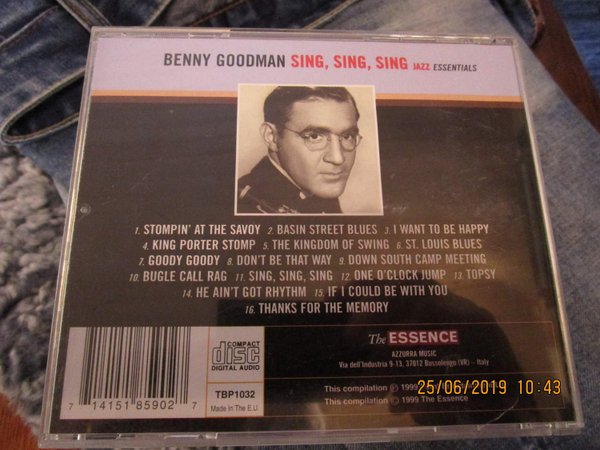 BENNY GOODMAN SING, SING, SING JAZZ ESSENTIALS
1. STOMPIN' AT THE SAVOY 2. BASIN STREET BLUES 3. I WANT TO BE HAPPY
4. KING PORTER STOMP 5. THE KINGDOM OF SWING 6. ST. LOUIS BLUES
7. GOODY GOODY 8. DON'T BE THAT WAY 9. DOWN SOUTH CAMP MEETING
10. BUGLE CALL RAG 11. SING, SING, SING 12. ONE O'CLOCK JUMP 13. TOPSY
14. HE AIN'T GOT RHYTHM 15. IF I COULD BE WITH YOU
16. THANKS FOR THE MEMORY
7 14151 85902 7
COMPACT
disc
DIGITAL AUDIO
TBP1032
Made in The E.U.
The ESSENCE
AZZURRA MUSIC
Via dell'Industria 9-13, 37012 Bussolengo (VR) – Italy
This compilation ℗ 1999
This compilation © 1999 The Essence
25/06/2019 10:43